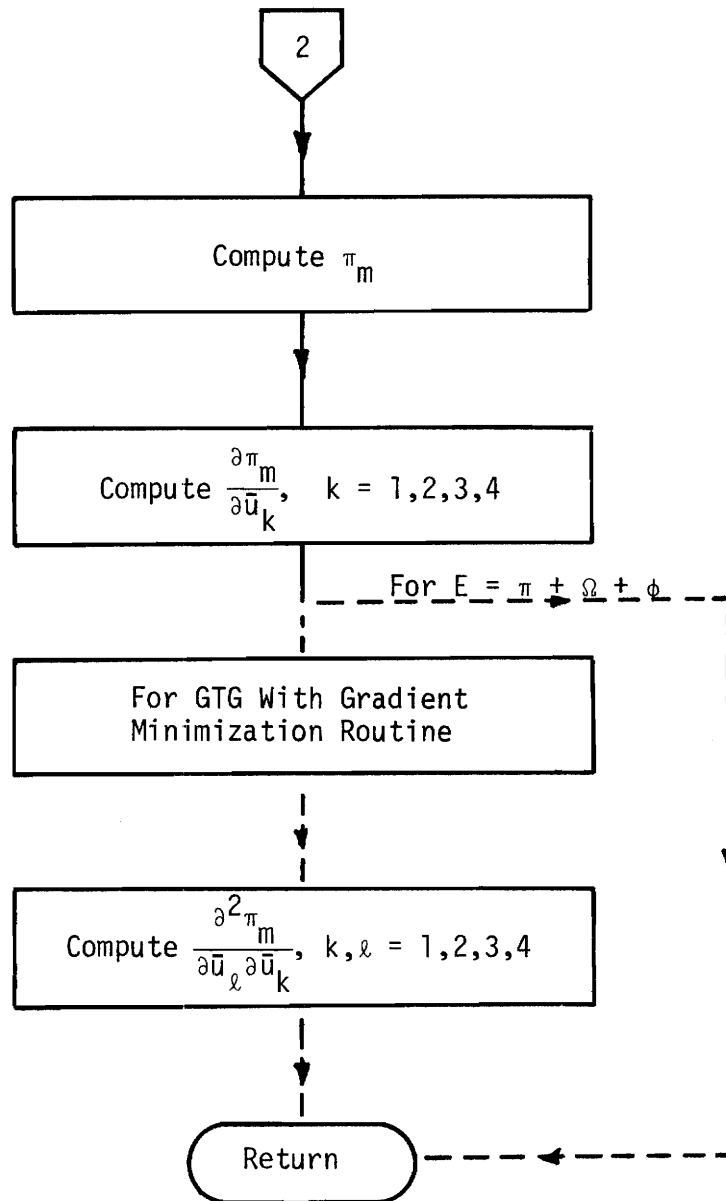 2
Compute π_m
Compute ∂π_m/∂ū_k, k = 1,2,3,4
For E = π + Ω + ϕ
For GTG With Gradient
Minimization Routine
Compute ∂²π_m/∂ū_ℓ∂ū_k, k,ℓ = 1,2,3,4
Return